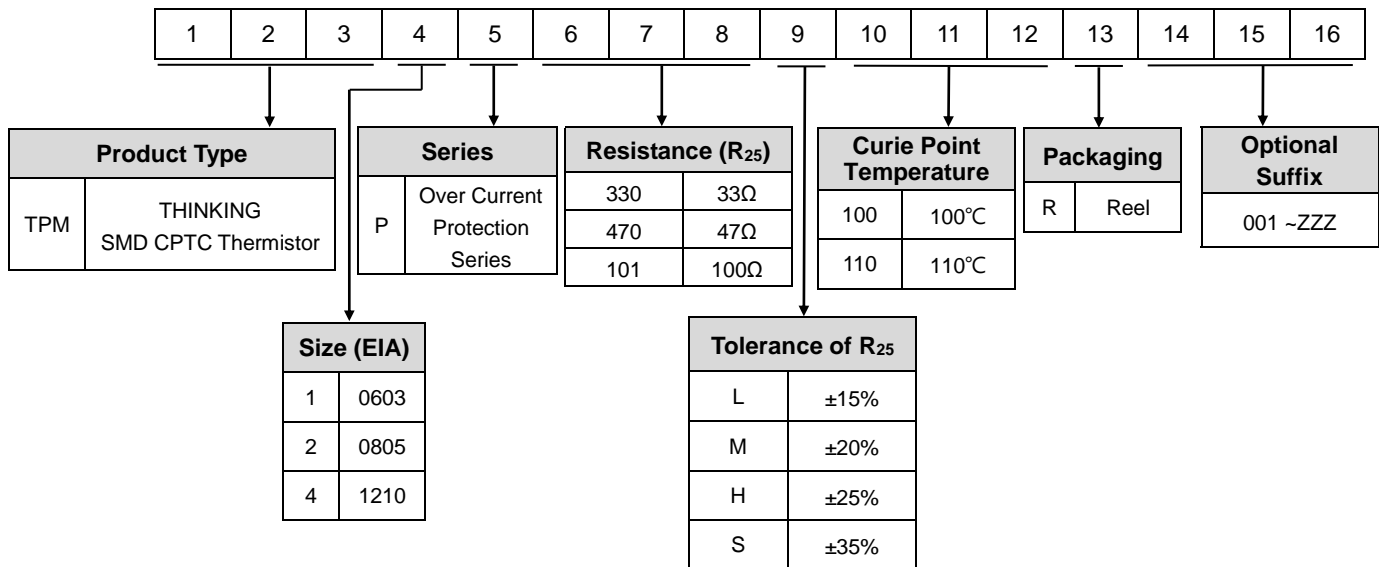 1 2 3 4 5 6 7 8 9 10 11 12 13 14 15 16
Product Type
TPM THINKING
SMD CPTC Thermistor
Series
P Over Current
Protection
Series
Resistance (R25)
330 33Ω
470 47Ω
101 100Ω
Curie Point
Temperature
100 100℃
110 110℃
Packaging
R Reel
Optional
Suffix
001 ~ZZZ
Size (EIA)
1 0603
2 0805
4 1210
Tolerance of R25
L ±15%
M ±20%
H ±25%
S ±35%